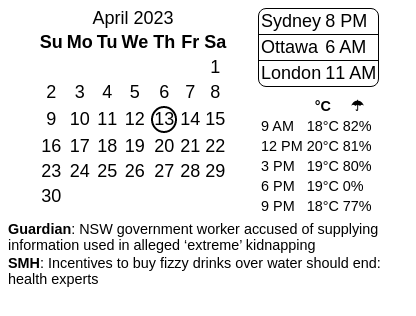 April 2023
Su Mo Tu We Th Fr Sa
1
2 3 4 5 6 7 8
9 10 11 12 13 14 15
16 17 18 19 20 21 22
23 24 25 26 27 28 29
30
Sydney 8 PM
Ottawa 6 AM
London 11 AM
°C ☂
9 AM 18°C 82%
12 PM 20°C 81%
3 PM 19°C 80%
6 PM 19°C 0%
9 PM 18°C 77%
Guardian: NSW government worker accused of supplying
information used in alleged ‘extreme’ kidnapping
SMH: Incentives to buy fizzy drinks over water should end:
health experts